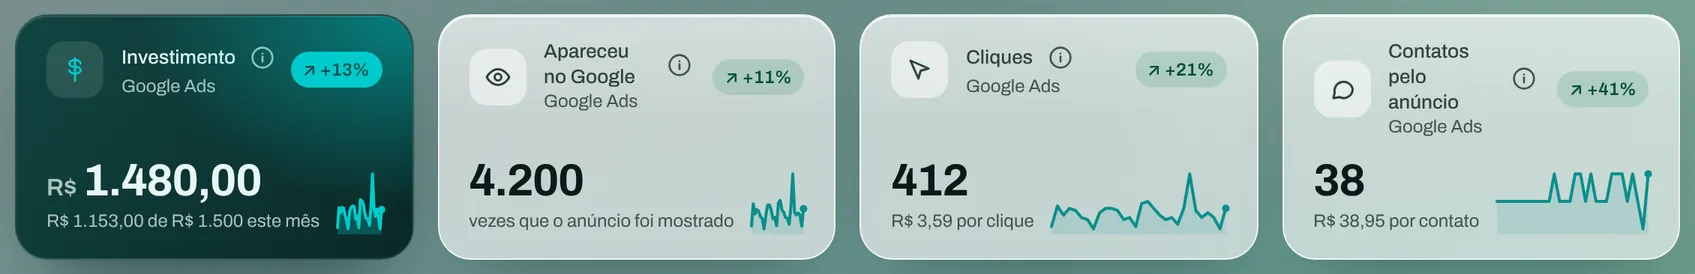 Investimento
Google Ads
+13%
R$ 1.480,00
R$ 1.153,00 de R$ 1.500 este mês
Apareceu
no Google
Google Ads
+11%
4.200
vezes que o anúncio foi mostrado
Cliques
Google Ads
+21%
412
R$ 3,59 por clique
Contatos
pelo
anúncio
Google Ads
+41%
38
R$ 38,95 por contato